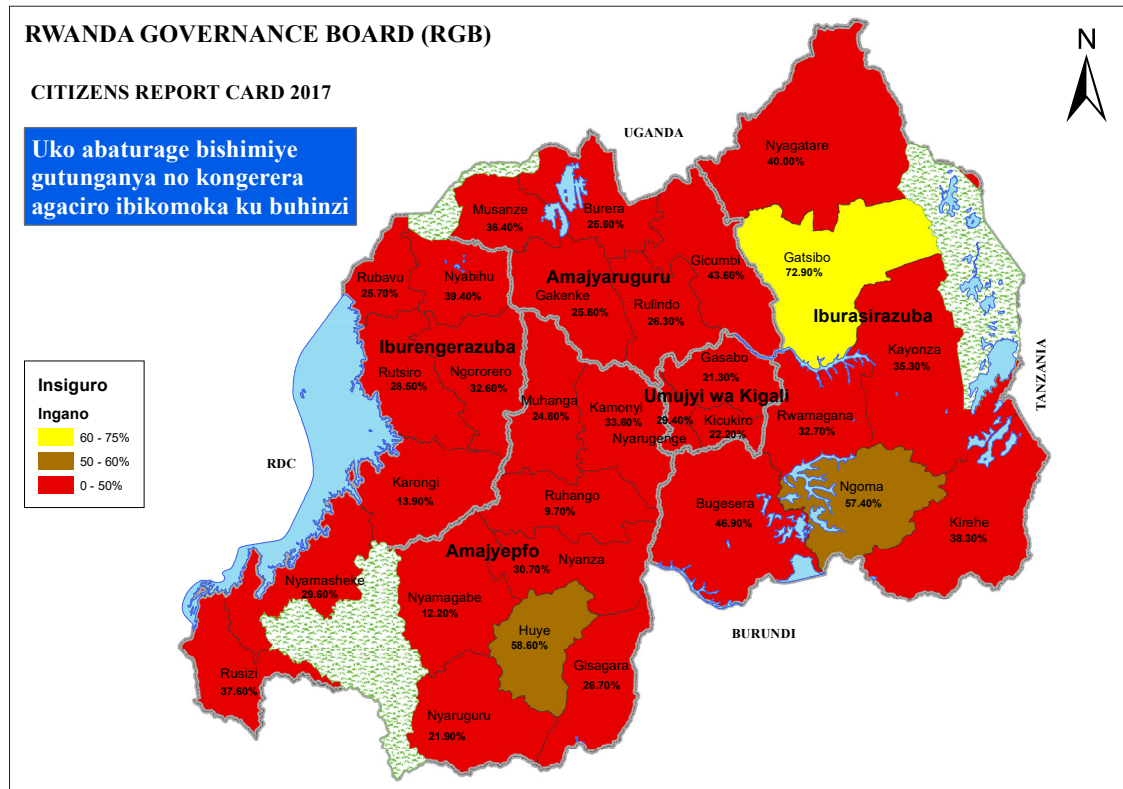 RWANDA GOVERNANCE BOARD (RGB)
CITIZENS REPORT CARD 2017
Uko abaturage bishimiye
gutunganya no kongerera
agaciro ibikomoka ku buhinzi
N
UGANDA
TANZANIA
RDC
BURUNDI
Nyagatare
40.00%
Musanze
36.40%
Burera
25.60%
Gicumbi
43.60%
Gatsibo
72.90%
Rubavu
25.70%
Nyabihu
39.40%
Amajyaruguru
Gakenke
25.60%
Rulindo
26.30%
Iburasirazuba
Kayonza
35.30%
Iburengerazuba
Rutsiro
28.50%
Ngororero
32.60%
Gasabo
21.30%
Umujyi wa Kigali
Muhanga
24.60%
Kamonyi
33.60%
Nyarugenge
29.40%
Kicukiro
22.20%
Rwamagana
32.70%
Karongi
13.90%
Ruhango
9.70%
Bugesera
46.90%
Ngoma
57.40%
Kirehe
38.30%
Amajyepfo
30.70%
Nyanza
Nyamasheke
29.60%
Nyamagabe
12.20%
Huye
58.60%
Gisagara
26.70%
Rusizi
37.60%
Nyaruguru
21.90%
Insiguro
Ingano
60 - 75%
50 - 60%
0 - 50%